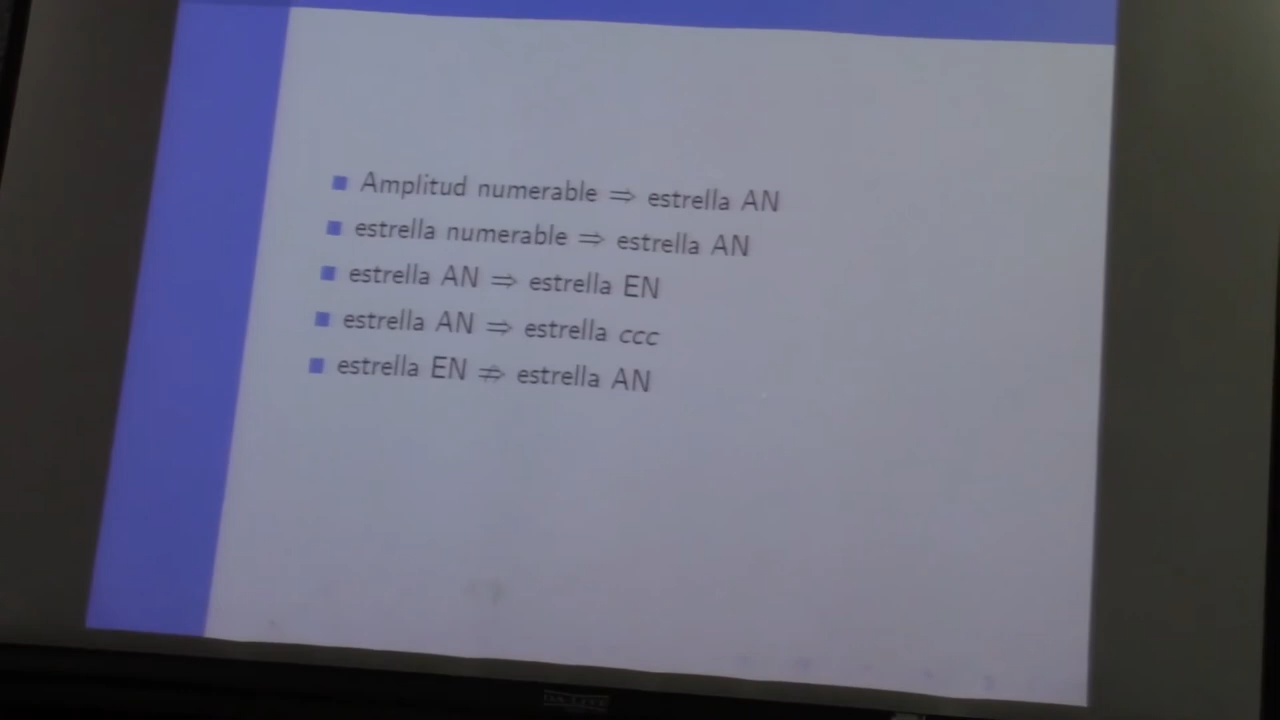 Amplitud numerable ⇒ estrella AN
estrella numerable ⇒ estrella AN
estrella AN ⇒ estrella EN
estrella AN ⇒ estrella ccc
estrella EN ⇏ estrella AN